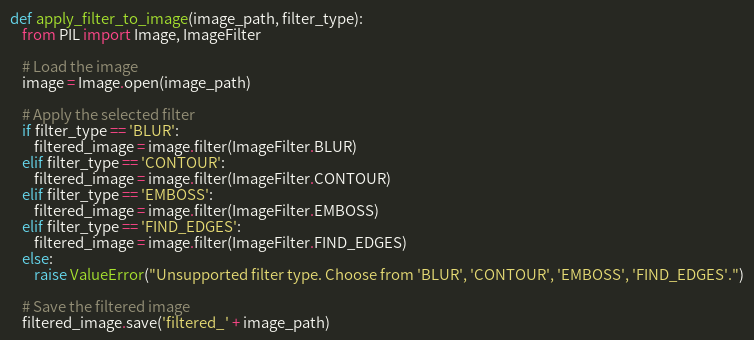 def apply_filter_to_image(image_path, filter_type):
from PIL import Image, ImageFilter
# Load the image
image = Image.open(image_path)
# Apply the selected filter
if filter_type == 'BLUR':
filtered_image = image.filter(ImageFilter.BLUR)
elif filter_type == 'CONTOUR':
filtered_image = image.filter(ImageFilter.CONTOUR)
elif filter_type == 'EMBOSS':
filtered_image = image.filter(ImageFilter.EMBOSS)
elif filter_type == 'FIND_EDGES':
filtered_image = image.filter(ImageFilter.FIND_EDGES)
else:
raise ValueError("Unsupported filter type. Choose from 'BLUR', 'CONTOUR', 'EMBOSS', 'FIND_EDGES'.")
# Save the filtered image
filtered_image.save('filtered_' + image_path)